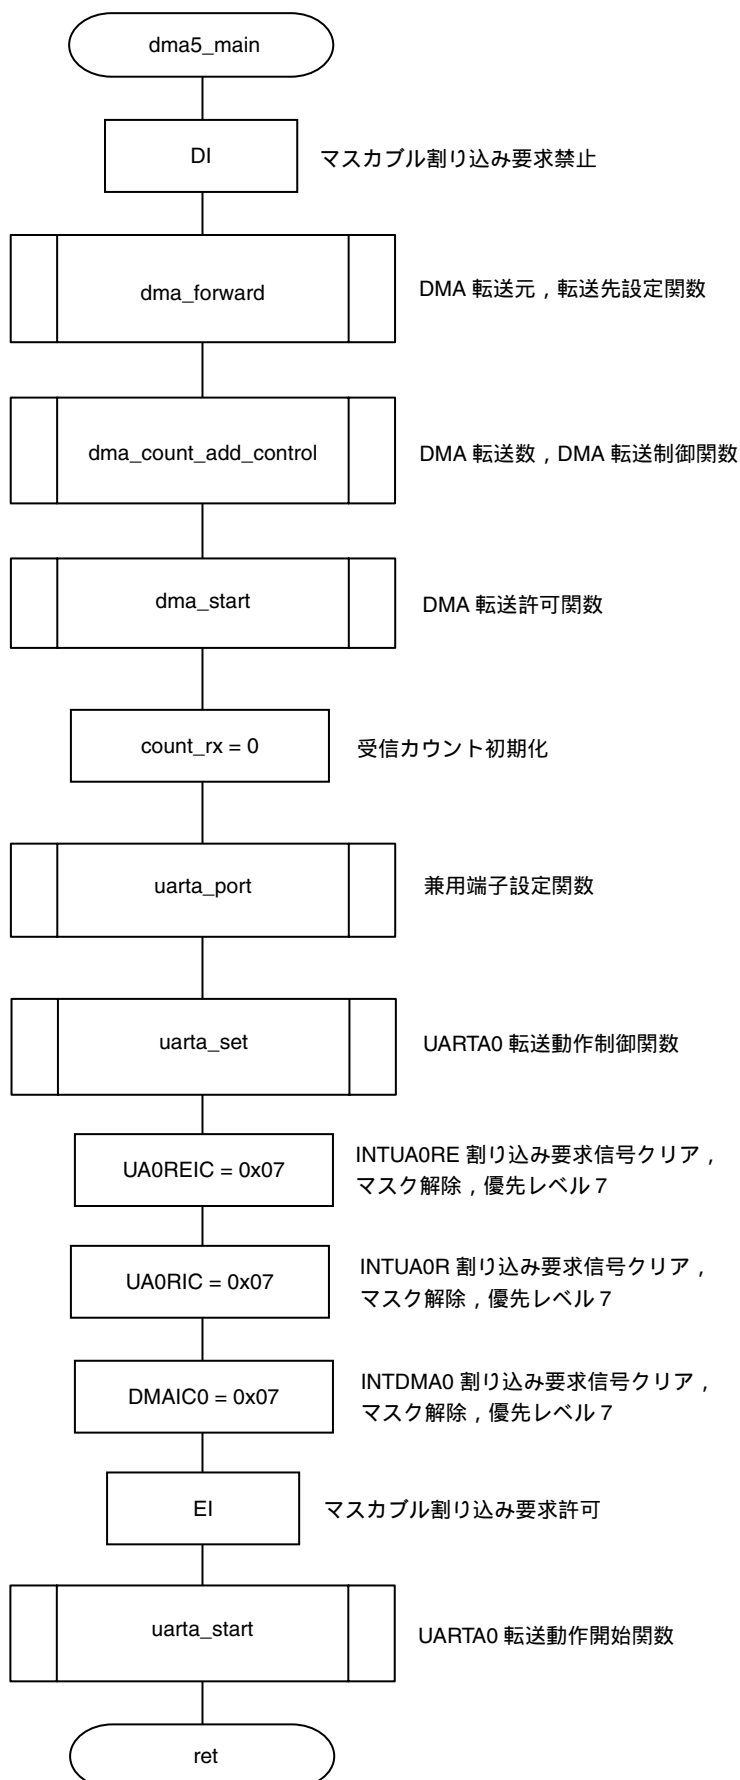 dma5_main
DI
マスカブル割り込み要求禁止
dma_forward
DMA 転送元，転送先設定関数
dma_count_add_control
DMA 転送数，DMA 転送制御関数
dma_start
DMA 転送許可関数
count_rx = 0
受信カウント初期化
uarta_port
兼用端子設定関数
uarta_set
UARTA0 転送動作制御関数
UA0REIC = 0x07
INTUA0RE 割り込み要求信号クリア，
マスク解除，優先レベル 7
UA0RIC = 0x07
INTUA0R 割り込み要求信号クリア，
マスク解除，優先レベル 7
DMAIC0 = 0x07
INTDMA0 割り込み要求信号クリア，
マスク解除，優先レベル 7
EI
マスカブル割り込み要求許可
uarta_start
UARTA0 転送動作開始関数
ret